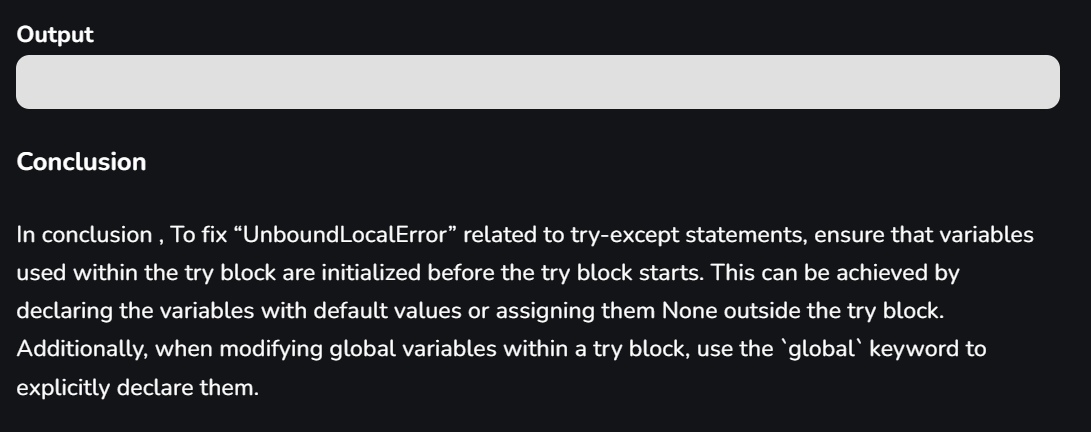 Output
Conclusion
In conclusion , To fix “UnboundLocalError” related to try-except statements, ensure that variables
used within the try block are initialized before the try block starts. This can be achieved by
declaring the variables with default values or assigning them None outside the try block.
Additionally, when modifying global variables within a try block, use the `global` keyword to
explicitly declare them.